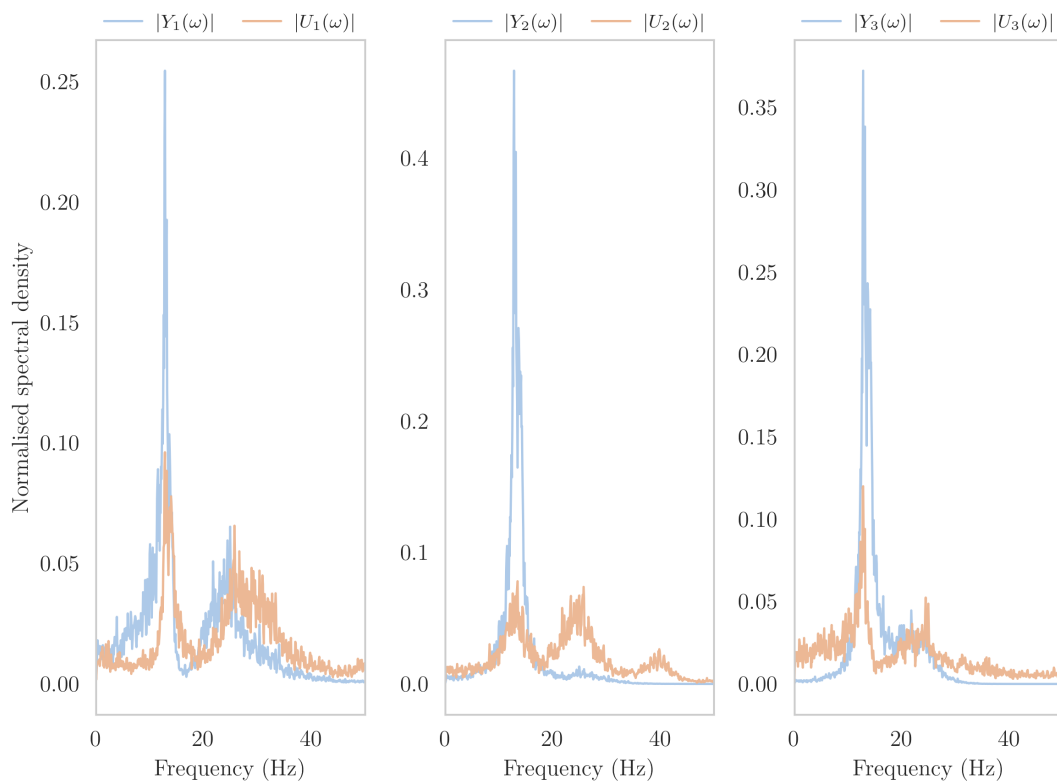 |Y₁(ω)| |U₁(ω)| |Y₂(ω)| |U₂(ω)| |Y₃(ω)| |U₃(ω)|
Normalised spectral density
0.25
0.20
0.15
0.10
0.05
0.00
0 20 40
Frequency (Hz)
0.4
0.3
0.2
0.1
0.0
0 20 40
Frequency (Hz)
0.35
0.30
0.25
0.20
0.15
0.10
0.05
0.00
0 20 40
Frequency (Hz)